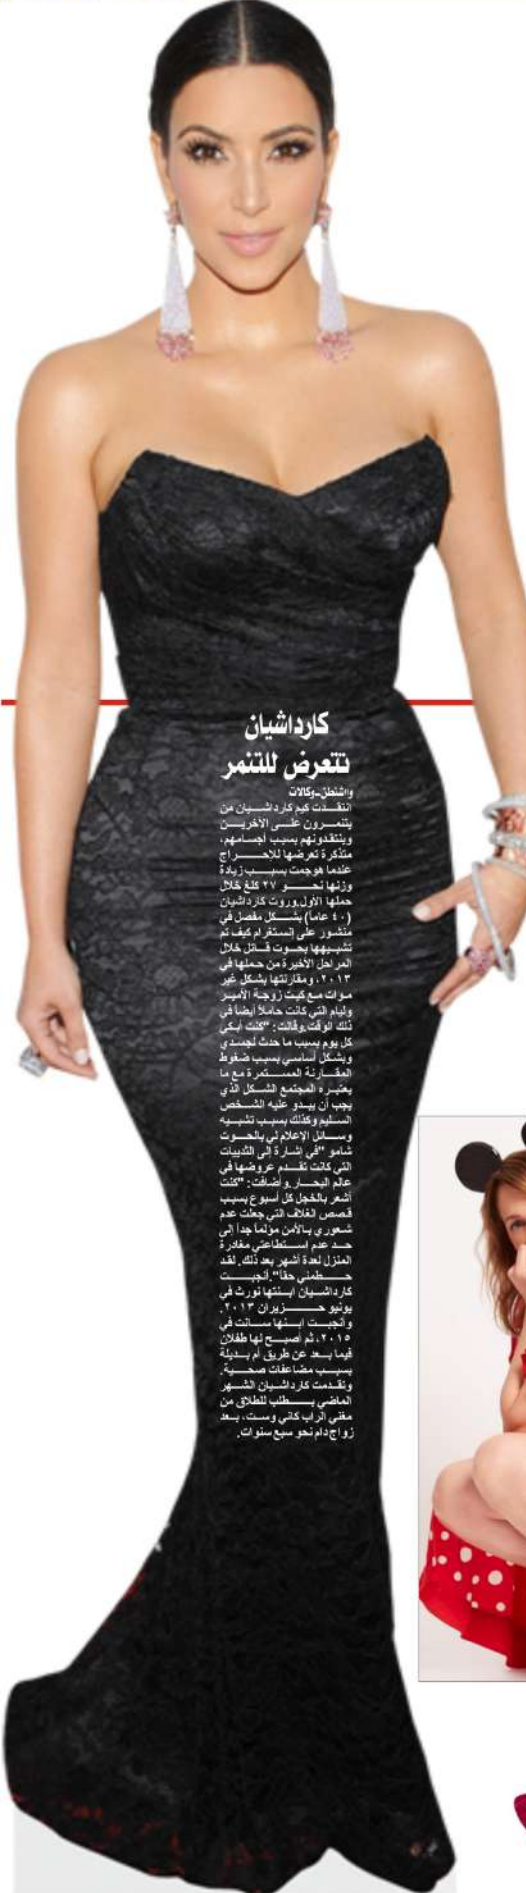 كارداشيان
تتعرض للتنمر
واشنطن-وكالات
انتقدت كيم كارداشيان من
يتنمرون على الآخرين
وينتقدونهم بسبب أجسامهم،
متذكرة تعرضها للإحراج
عندما هوجمت بسبب زيادة
وزنها نحو ٢٧ كلغ خلال
حملها الأول.وروت كارداشيان
(٤٠ عاما) بشكل مفصل في
منشور على إنستغرام كيف تم
تشبيهها بحوت قاتل خلال
المراحل الأخيرة من حملها في
٢٠١٣، ومقارنتها بشكل غير
موات مع كيت زوجة الأمير
وليام التي كانت حاملاً أيضاً في
ذلك الوقت.وقالت: "كنت أبكي
كل يوم بسبب ما حدث لجسدي
وبشكل أساسي بسبب ضغوط
المقارنة المستمرة مع ما
يعتبره المجتمع الشكل الذي
يجب أن يبدو عليه الشخص
السليم وكذلك بسبب تشبيه
وسائل الإعلام لي بالحوت
شامو "في إشارة إلى الثدييات
التي كانت تقدم عروضها في
عالم البحار.وأضافت: "كنت
أشعر بالخجل كل أسبوع بسبب
قصص الغلاف التي جعلت عدم
شعوري بالأمن مؤلماً جداً إلى
حد عدم استطاعتي مغادرة
المنزل لعدة أشهر بعد ذلك. لقد
حطمني حقاً".أنجبت
كارداشيان ابنتها نورث في
يونيو حزيران ٢٠١٣.
وأنجبت ابنها سانت في
٢٠١٥، ثم أصبح لها طفلان
فيما بعد عن طريق أم بديلة
بسبب مضاعفات صحية.
وتقدمت كارداشيان الشهر
الماضي بطلب للطلاق من
مغني الراب كاني وست، بعد
زواج دام نحو سبع سنوات.